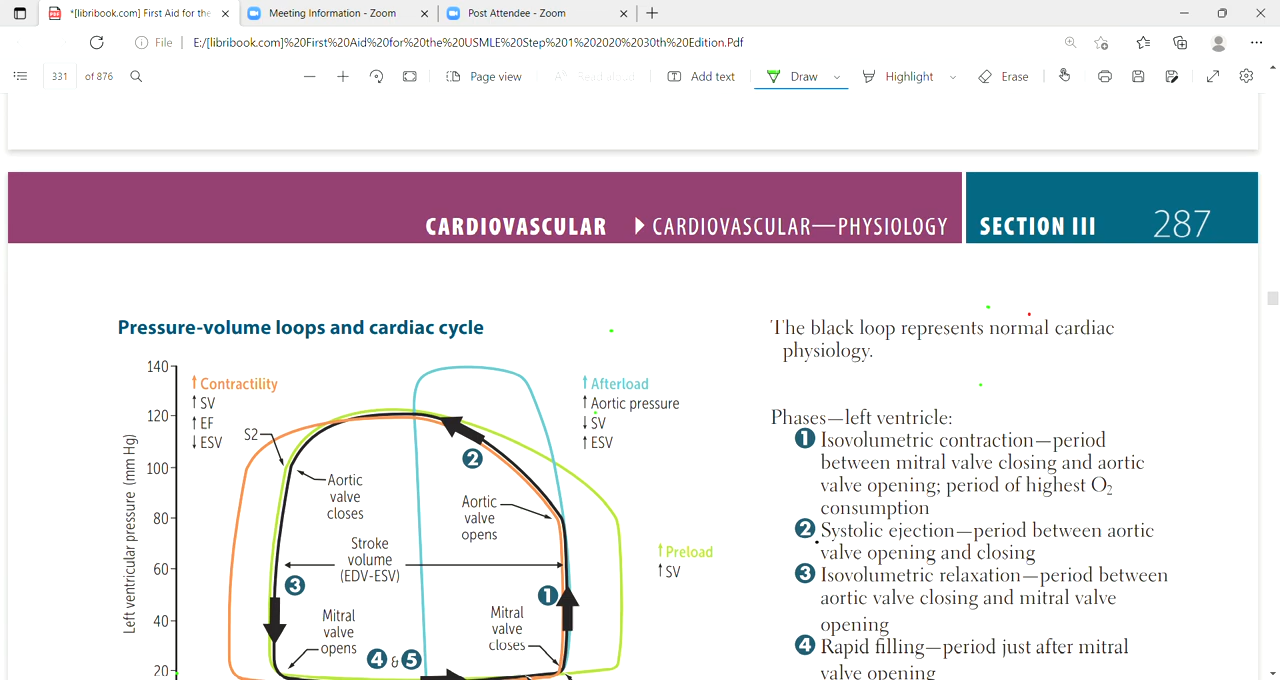 *[libribook.com] First Aid for the
Meeting Information - Zoom
Post Attendee - Zoom
File
E:/[libribook.com]%20First%20Aid%20for%20the%20USMLE%20Step%201%202020%2030th%20Edition.Pdf
331 of 876
Page view
Read aloud
Add text
Draw
Highlight
Erase
CARDIOVASCULAR ▶ CARDIOVASCULAR—PHYSIOLOGY
SECTION III 287
Pressure-volume loops and cardiac cycle
Left ventricular pressure (mm Hg)
140
120
100
80
60
40
20
↑ Contractility
↑ SV
↑ EF
↓ ESV
S2
Aortic
valve
closes
2
Aortic
valve
opens
Stroke
volume
(EDV-ESV)
3
1
Mitral
valve
opens
Mitral
valve
closes
4 & 5
↑ Afterload
↑ Aortic pressure
↓ SV
↑ ESV
↑ Preload
↑ SV
The black loop represents normal cardiac
physiology.
Phases—left ventricle:
1 Isovolumetric contraction—period
between mitral valve closing and aortic
valve opening; period of highest O₂
consumption
2 Systolic ejection—period between aortic
valve opening and closing
3 Isovolumetric relaxation—period between
aortic valve closing and mitral valve
opening
4 Rapid filling—period just after mitral
valve opening